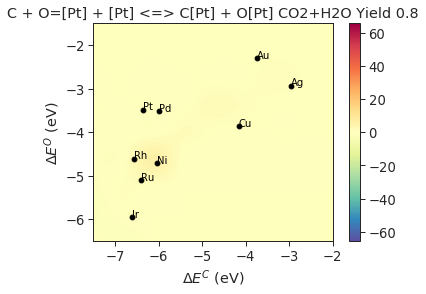 C + O=[Pt] + [Pt] <=> C[Pt] + O[Pt] CO2+H2O Yield 0.8
ΔE^O (eV)
−2
−3
−4
−5
−6
Au
Ag
Pt
Pd
Cu
Rh
Ni
Ru
Ir
−7
−6
−5
−4
−3
−2
ΔE^C (eV)
60
40
20
0
−20
−40
−60